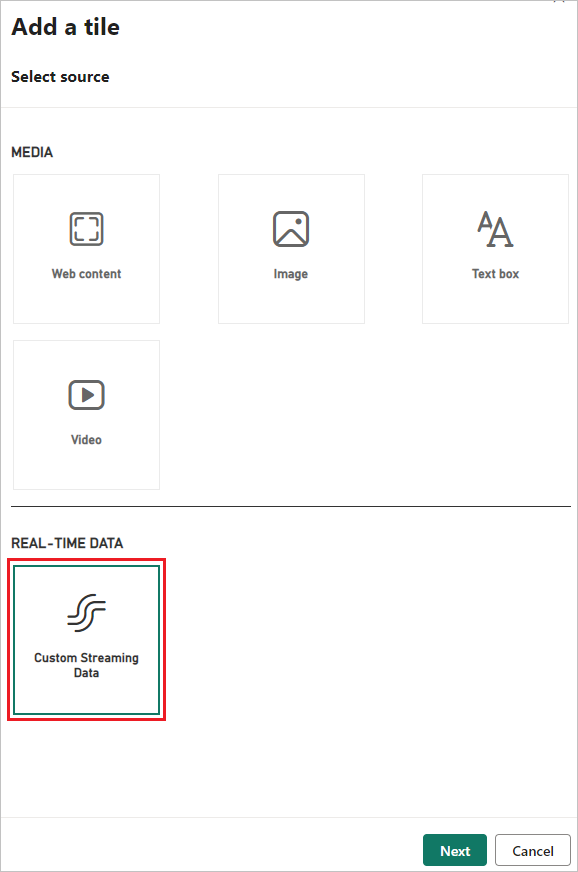 Add a tile
Select source
MEDIA
Web content
Image
Text box
Video
REAL-TIME DATA
Custom Streaming
Data
Next
Cancel